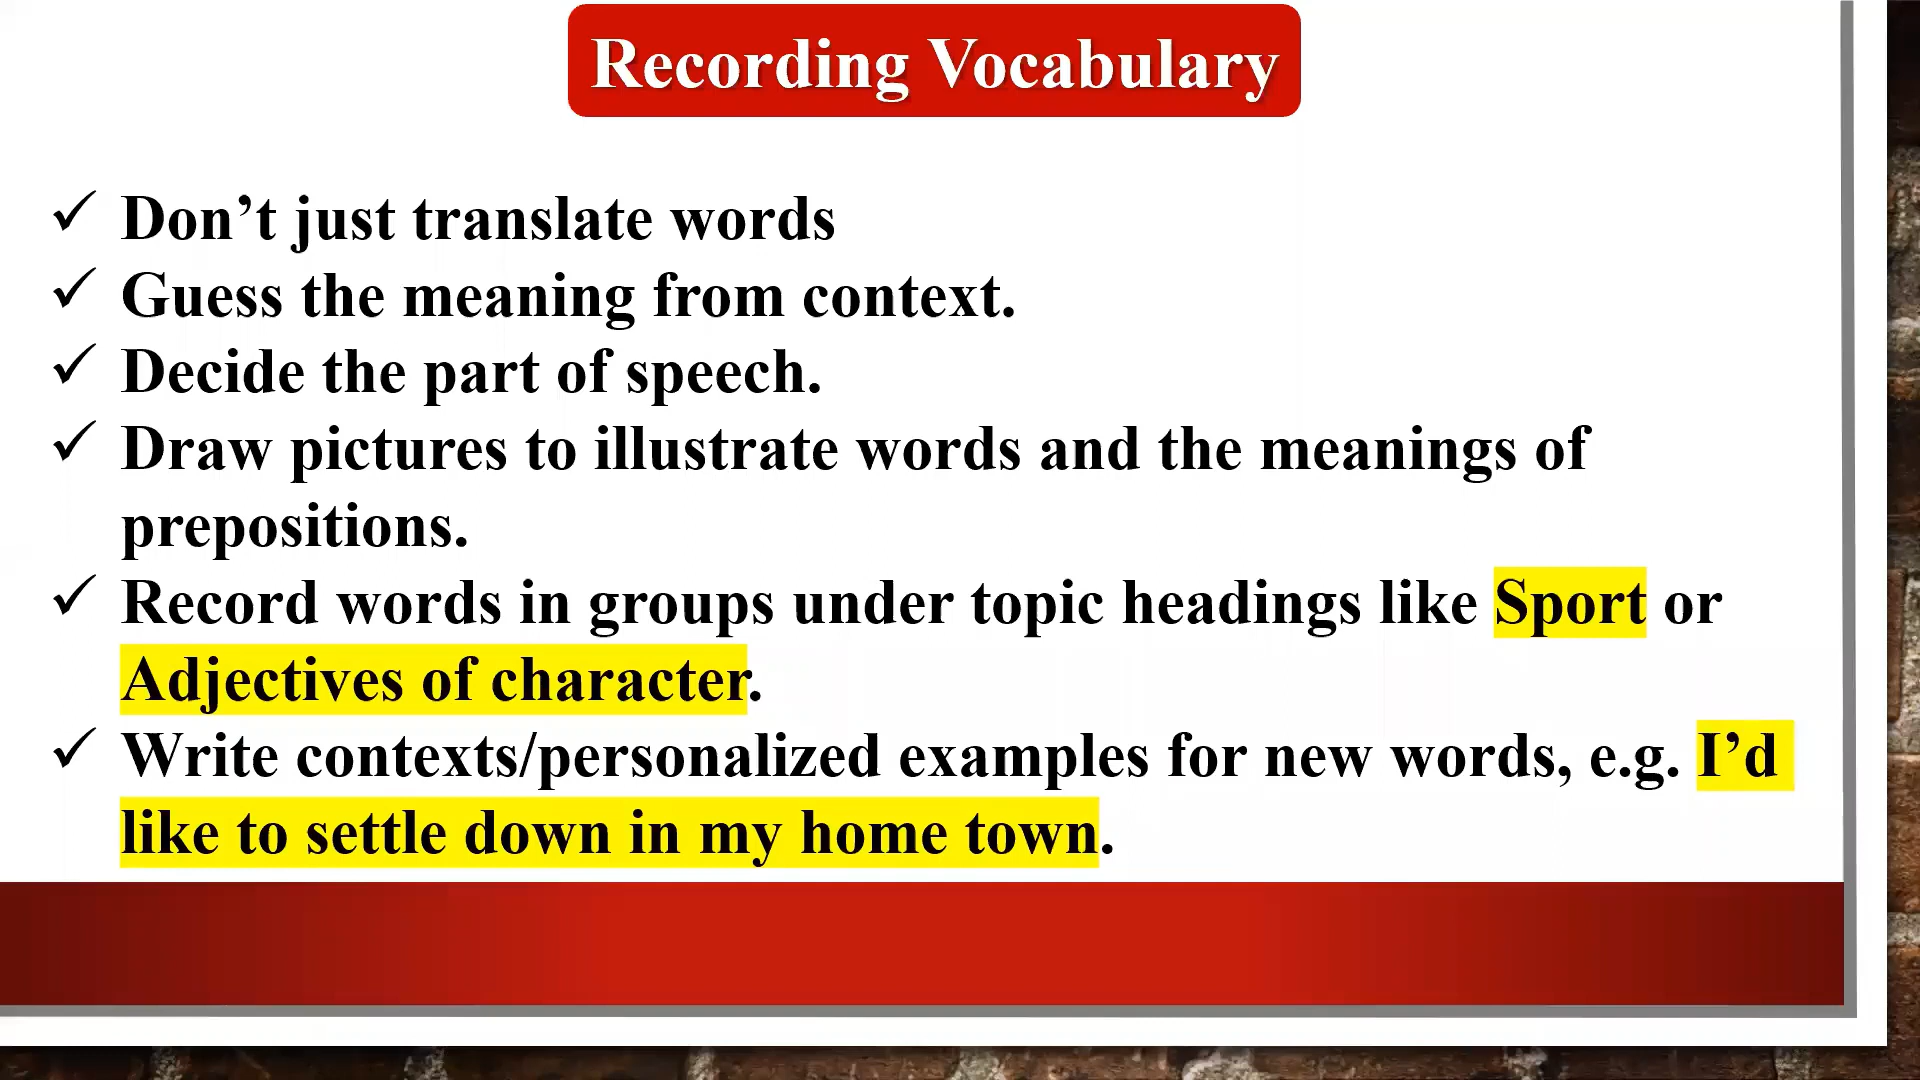 Recording Vocabulary
✓ Don’t just translate words
✓ Guess the meaning from context.
✓ Decide the part of speech.
✓ Draw pictures to illustrate words and the meanings of
prepositions.
✓ Record words in groups under topic headings like Sport or
Adjectives of character.
✓ Write contexts/personalized examples for new words, e.g. I’d
like to settle down in my home town.